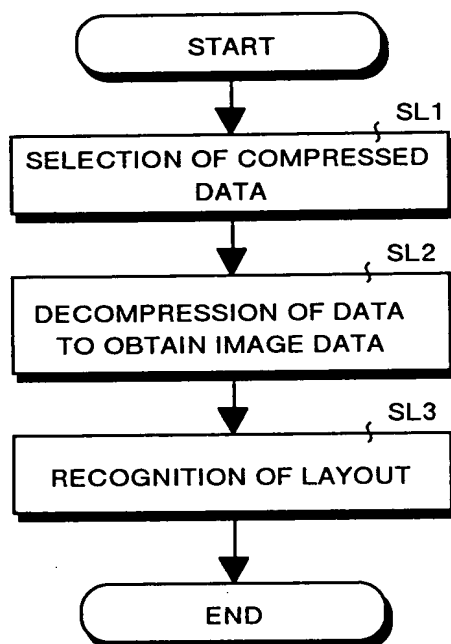 START
SL1
SELECTION OF COMPRESSED
DATA
SL2
DECOMPRESSION OF DATA
TO OBTAIN IMAGE DATA
SL3
RECOGNITION OF LAYOUT
END